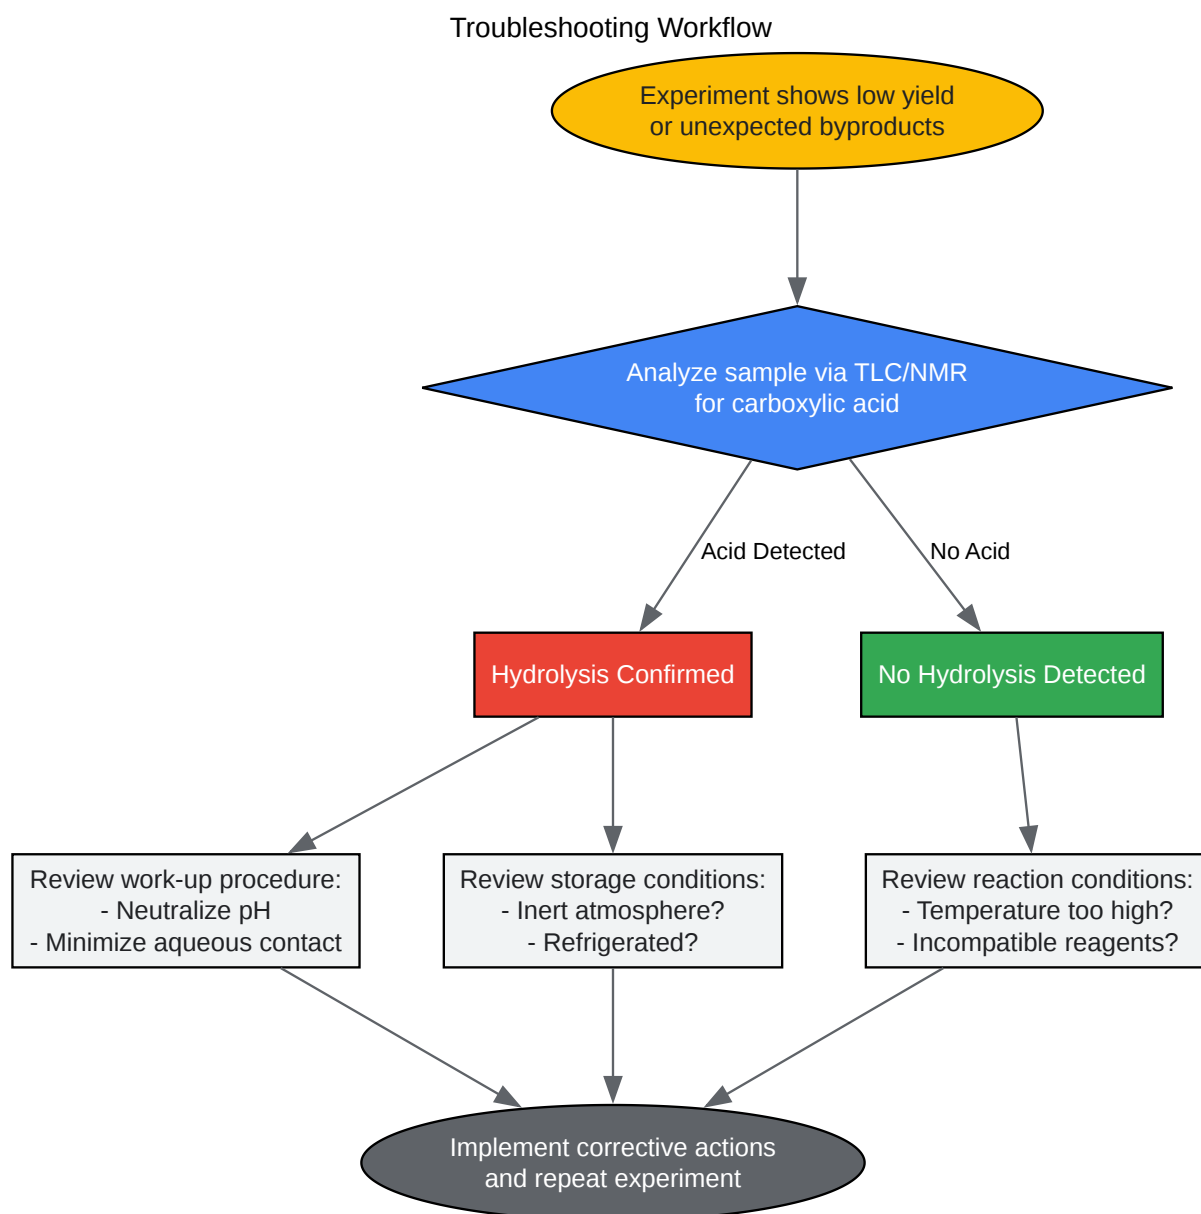 Troubleshooting Workflow
Experiment shows low yield
or unexpected byproducts
Analyze sample via TLC/NMR
for carboxylic acid
Acid Detected
No Acid
Hydrolysis Confirmed
No Hydrolysis Detected
Review work-up procedure:
- Neutralize pH
- Minimize aqueous contact
Review storage conditions:
- Inert atmosphere?
- Refrigerated?
Review reaction conditions:
- Temperature too high?
- Incompatible reagents?
Implement corrective actions
and repeat experiment